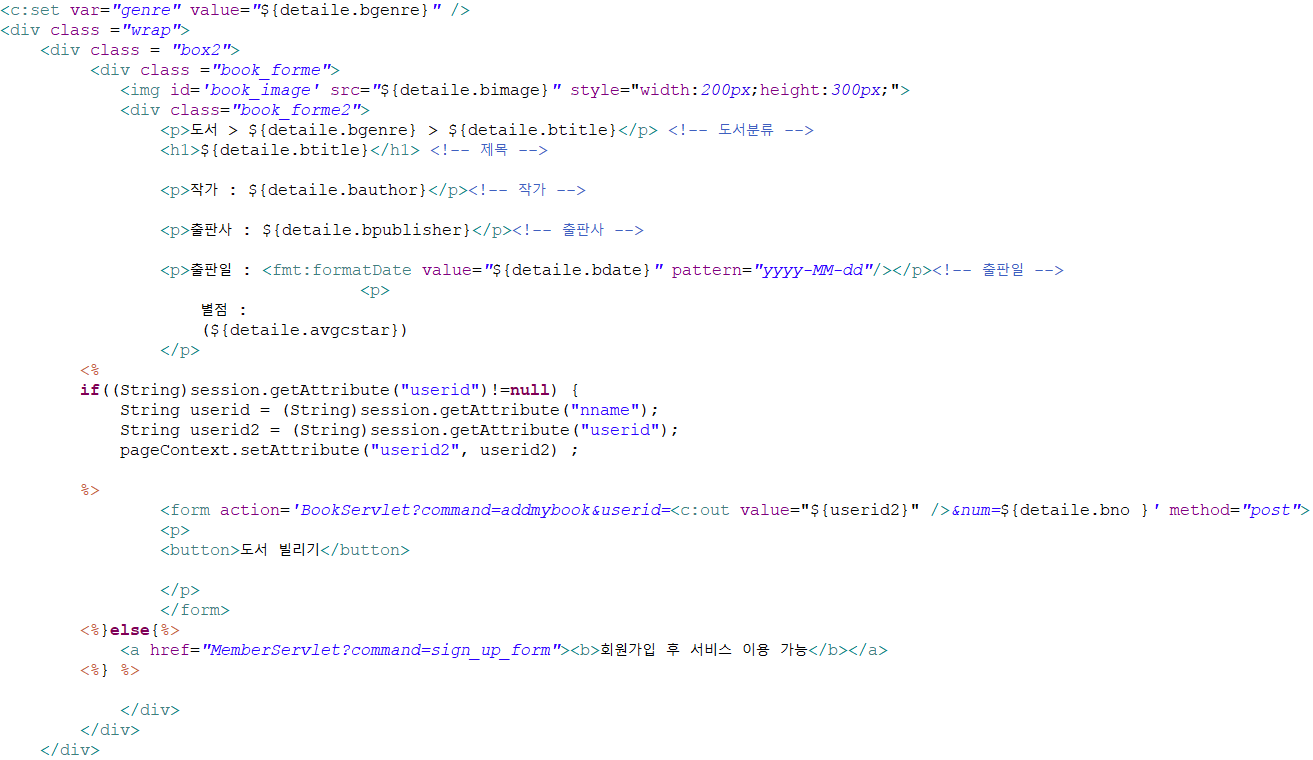 <c:set var="genre" value="${detaile.bgenre}" />
<div class ="wrap">
    <div class = "box2">
         <div class ="book_forme">
            <img id='book_image' src="${detaile.bimage}" style="width:200px;height:300px;">
            <div class="book_forme2">
                <p>도서 > ${detaile.bgenre} > ${detaile.btitle}</p> <!-- 도서분류 -->
                <h1>${detaile.btitle}</h1> <!-- 제목 -->
                <p>작가 : ${detaile.bauthor}</p><!-- 작가 -->
                <p>출판사 : ${detaile.bpublisher}</p><!-- 출판사 -->
                <p>출판일 : <fmt:formatDate value="${detaile.bdate}" pattern="yyyy-MM-dd"/></p><!-- 출판일 -->
                                    <p>
                    별점 :
                    (${detaile.avgcstar})
                </p>
        <%
        if((String)session.getAttribute("userid")!=null) {
            String userid = (String)session.getAttribute("nname");
            String userid2 = (String)session.getAttribute("userid");
            pageContext.setAttribute("userid2", userid2) ;
        %>
                <form action='BookServlet?command=addmybook&userid=<c:out value="${userid2}" />&num=${detaile.bno }' method="post">
                <p>
                <button>도서 빌리기</button>
                </p>
                </form>
        <%}else{%>
            <a href="MemberServlet?command=sign_up_form"><b>회원가입 후 서비스 이용 가능</b></a>
        <%} %>
            </div>
        </div>
    </div>